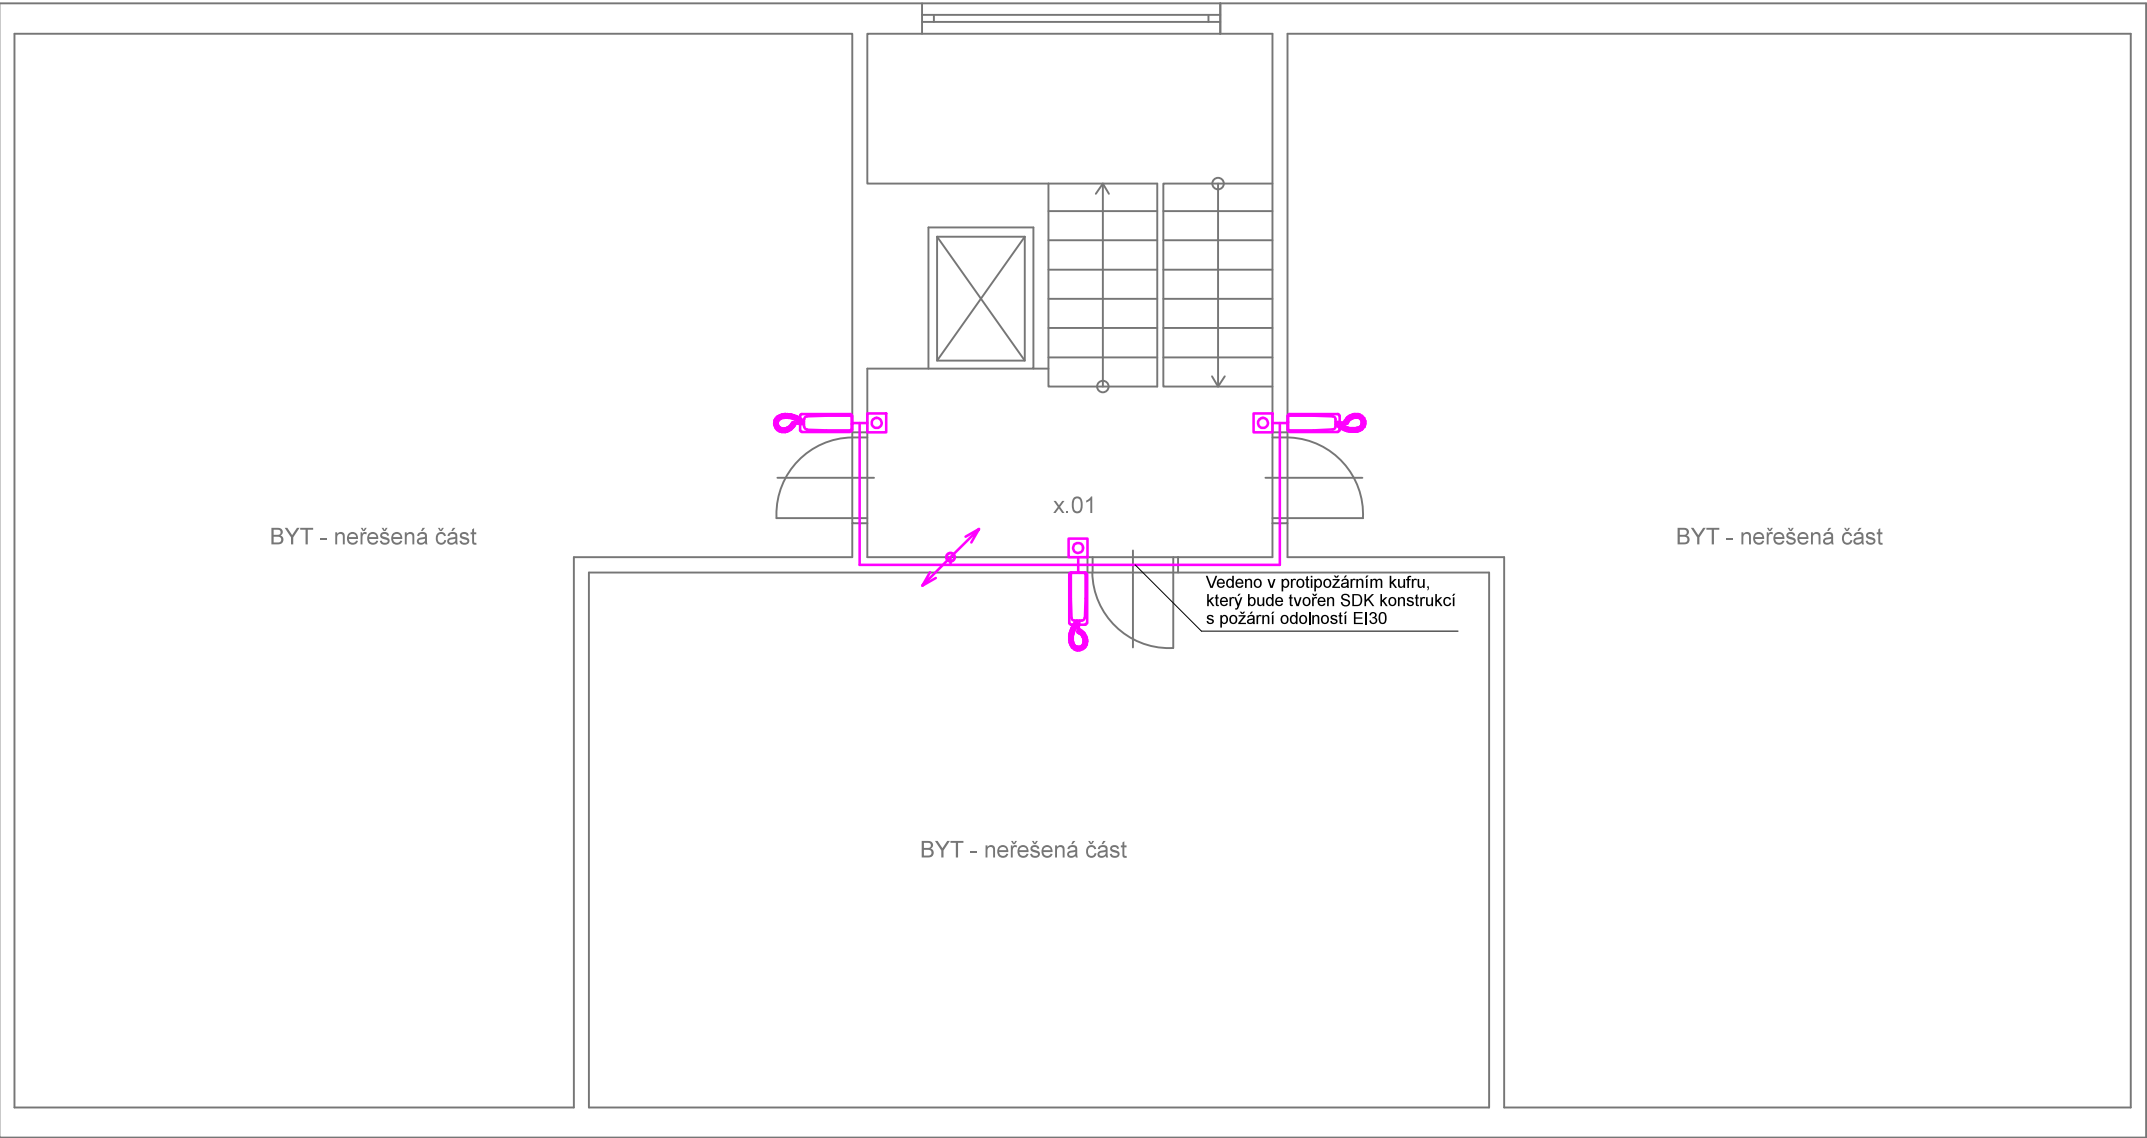 x.01
BYT - neřešená část
BYT - neřešená část
Vedeno v protipožárním kufru,
který bude tvořen SDK konstrukcí
s požární odolností EI30
BYT - neřešená část